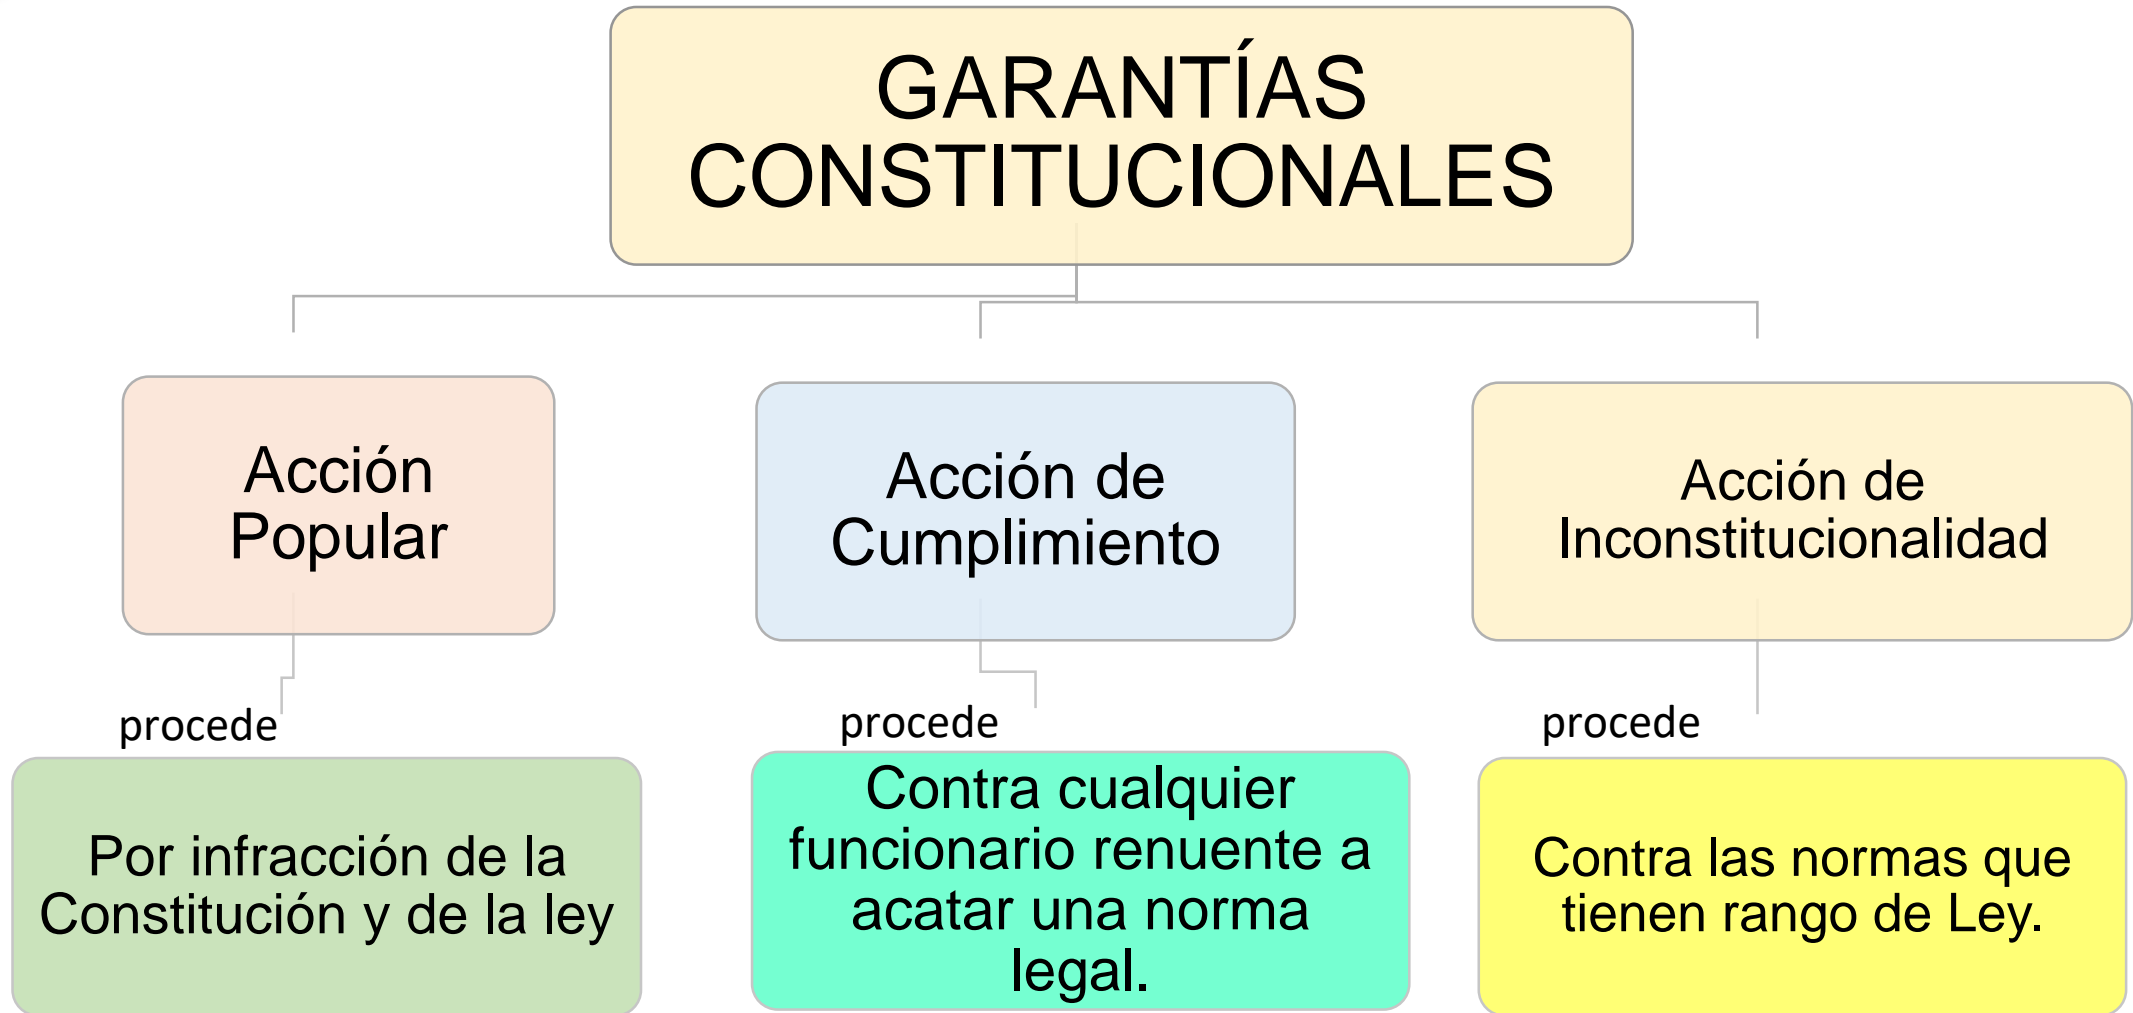 GARANTÍAS
CONSTITUCIONALES
Acción
Popular
Acción de
Cumplimiento
Acción de
Inconstitucionalidad
procede
procede
procede
Por infracción de la
Constitución y de la ley
Contra cualquier
funcionario renuente a
acatar una norma
legal.
Contra las normas que
tienen rango de Ley.